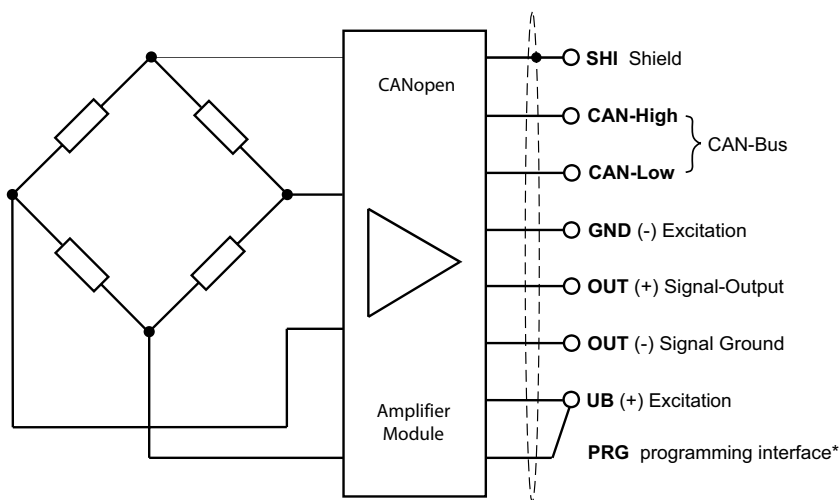 CANopen
Amplifier
Module
SHI Shield
CAN-High
CAN-Low
CAN-Bus
GND (-) Excitation
OUT (+) Signal-Output
OUT (-) Signal Ground
UB (+) Excitation
PRG programming interface*